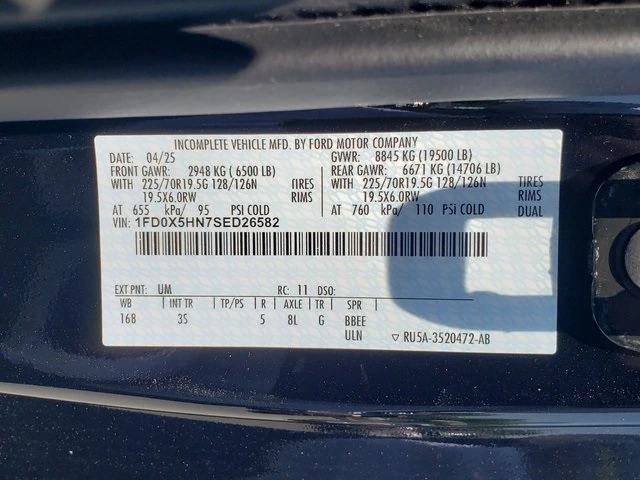 INCOMPLETE VEHICLE MFD. BY FORD MOTOR COMPANY
DATE: 04/25 GVWR: 8845 KG (19500 LB)
FRONT GAWR: 2948 KG (6500 LB) REAR GAWR: 6671 KG (14706 LB)
WITH 225/70R19.5G 128/126N TIRES WITH 225/70R19.5G 128/126N TIRES
19.5X6.0RW RIMS 19.5X6.0RW RIMS
AT 655 kPa/ 95 PSI COLD AT 760 kPa/ 110 PSI COLD DUAL
VIN: 1FD0X5HN7SED26582
EXT PNT: UM RC: 11 DSO:
WB INT TR TP/PS R AXLE TR SPR
168 3S 5 8L G BBEE
ULN ▽ RU5A-3520472-AB